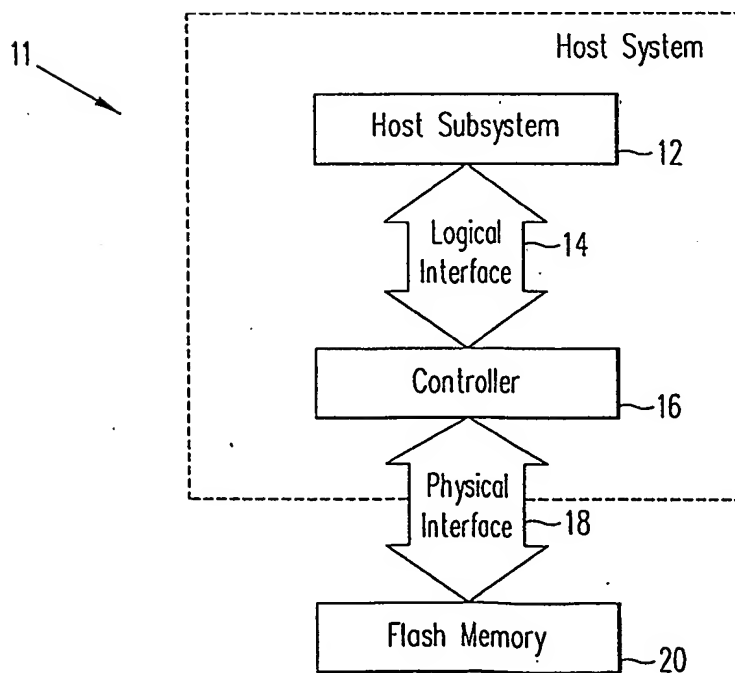 11
Host System
Host Subsystem
12
Logical
Interface
14
Controller
16
Physical
Interface
18
Flash Memory
20